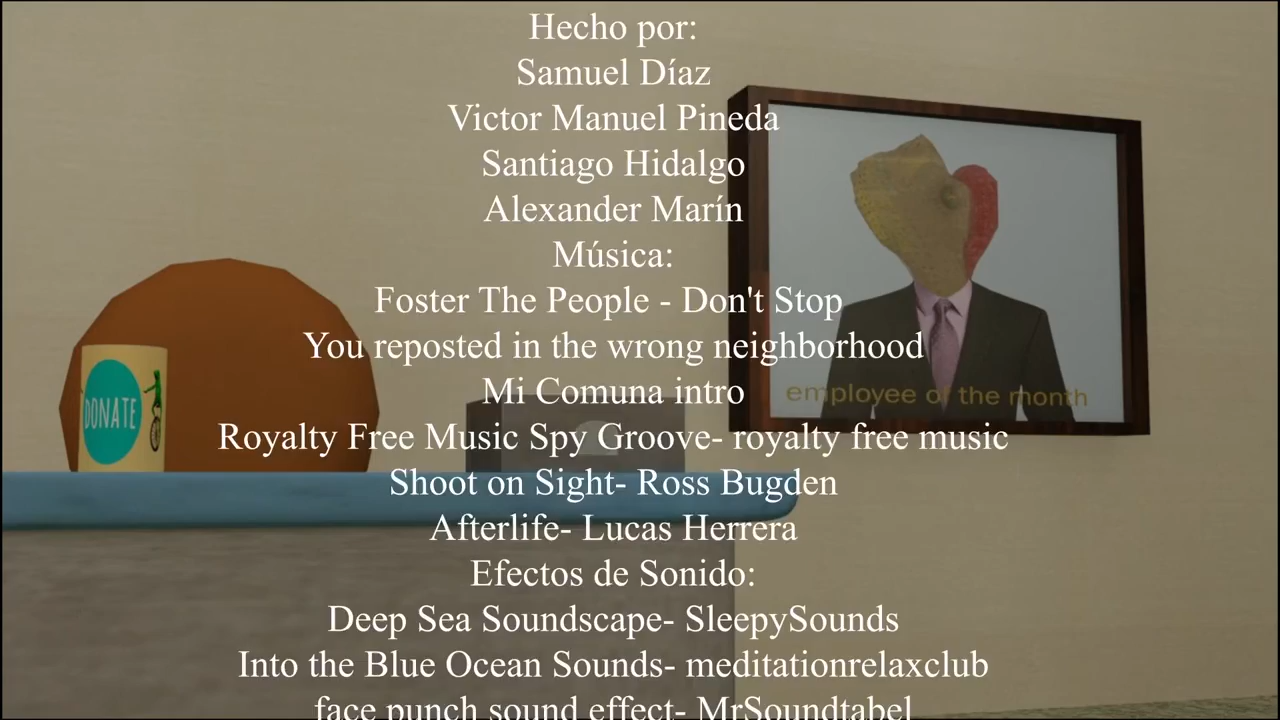 Hecho por:
Samuel Díaz
Victor Manuel Pineda
Santiago Hidalgo
Alexander Marín
Música:
Foster The People - Don't Stop
You reposted in the wrong neighborhood
Mi Comuna intro
employee of the month
DONATE
Royalty Free Music Spy Groove- royalty free music
Shoot on Sight- Ross Bugden
Afterlife- Lucas Herrera
Efectos de Sonido:
Deep Sea Soundscape- SleepySounds
Into the Blue Ocean Sounds- meditationrelaxclub
face punch sound effect- MrSoundtabel